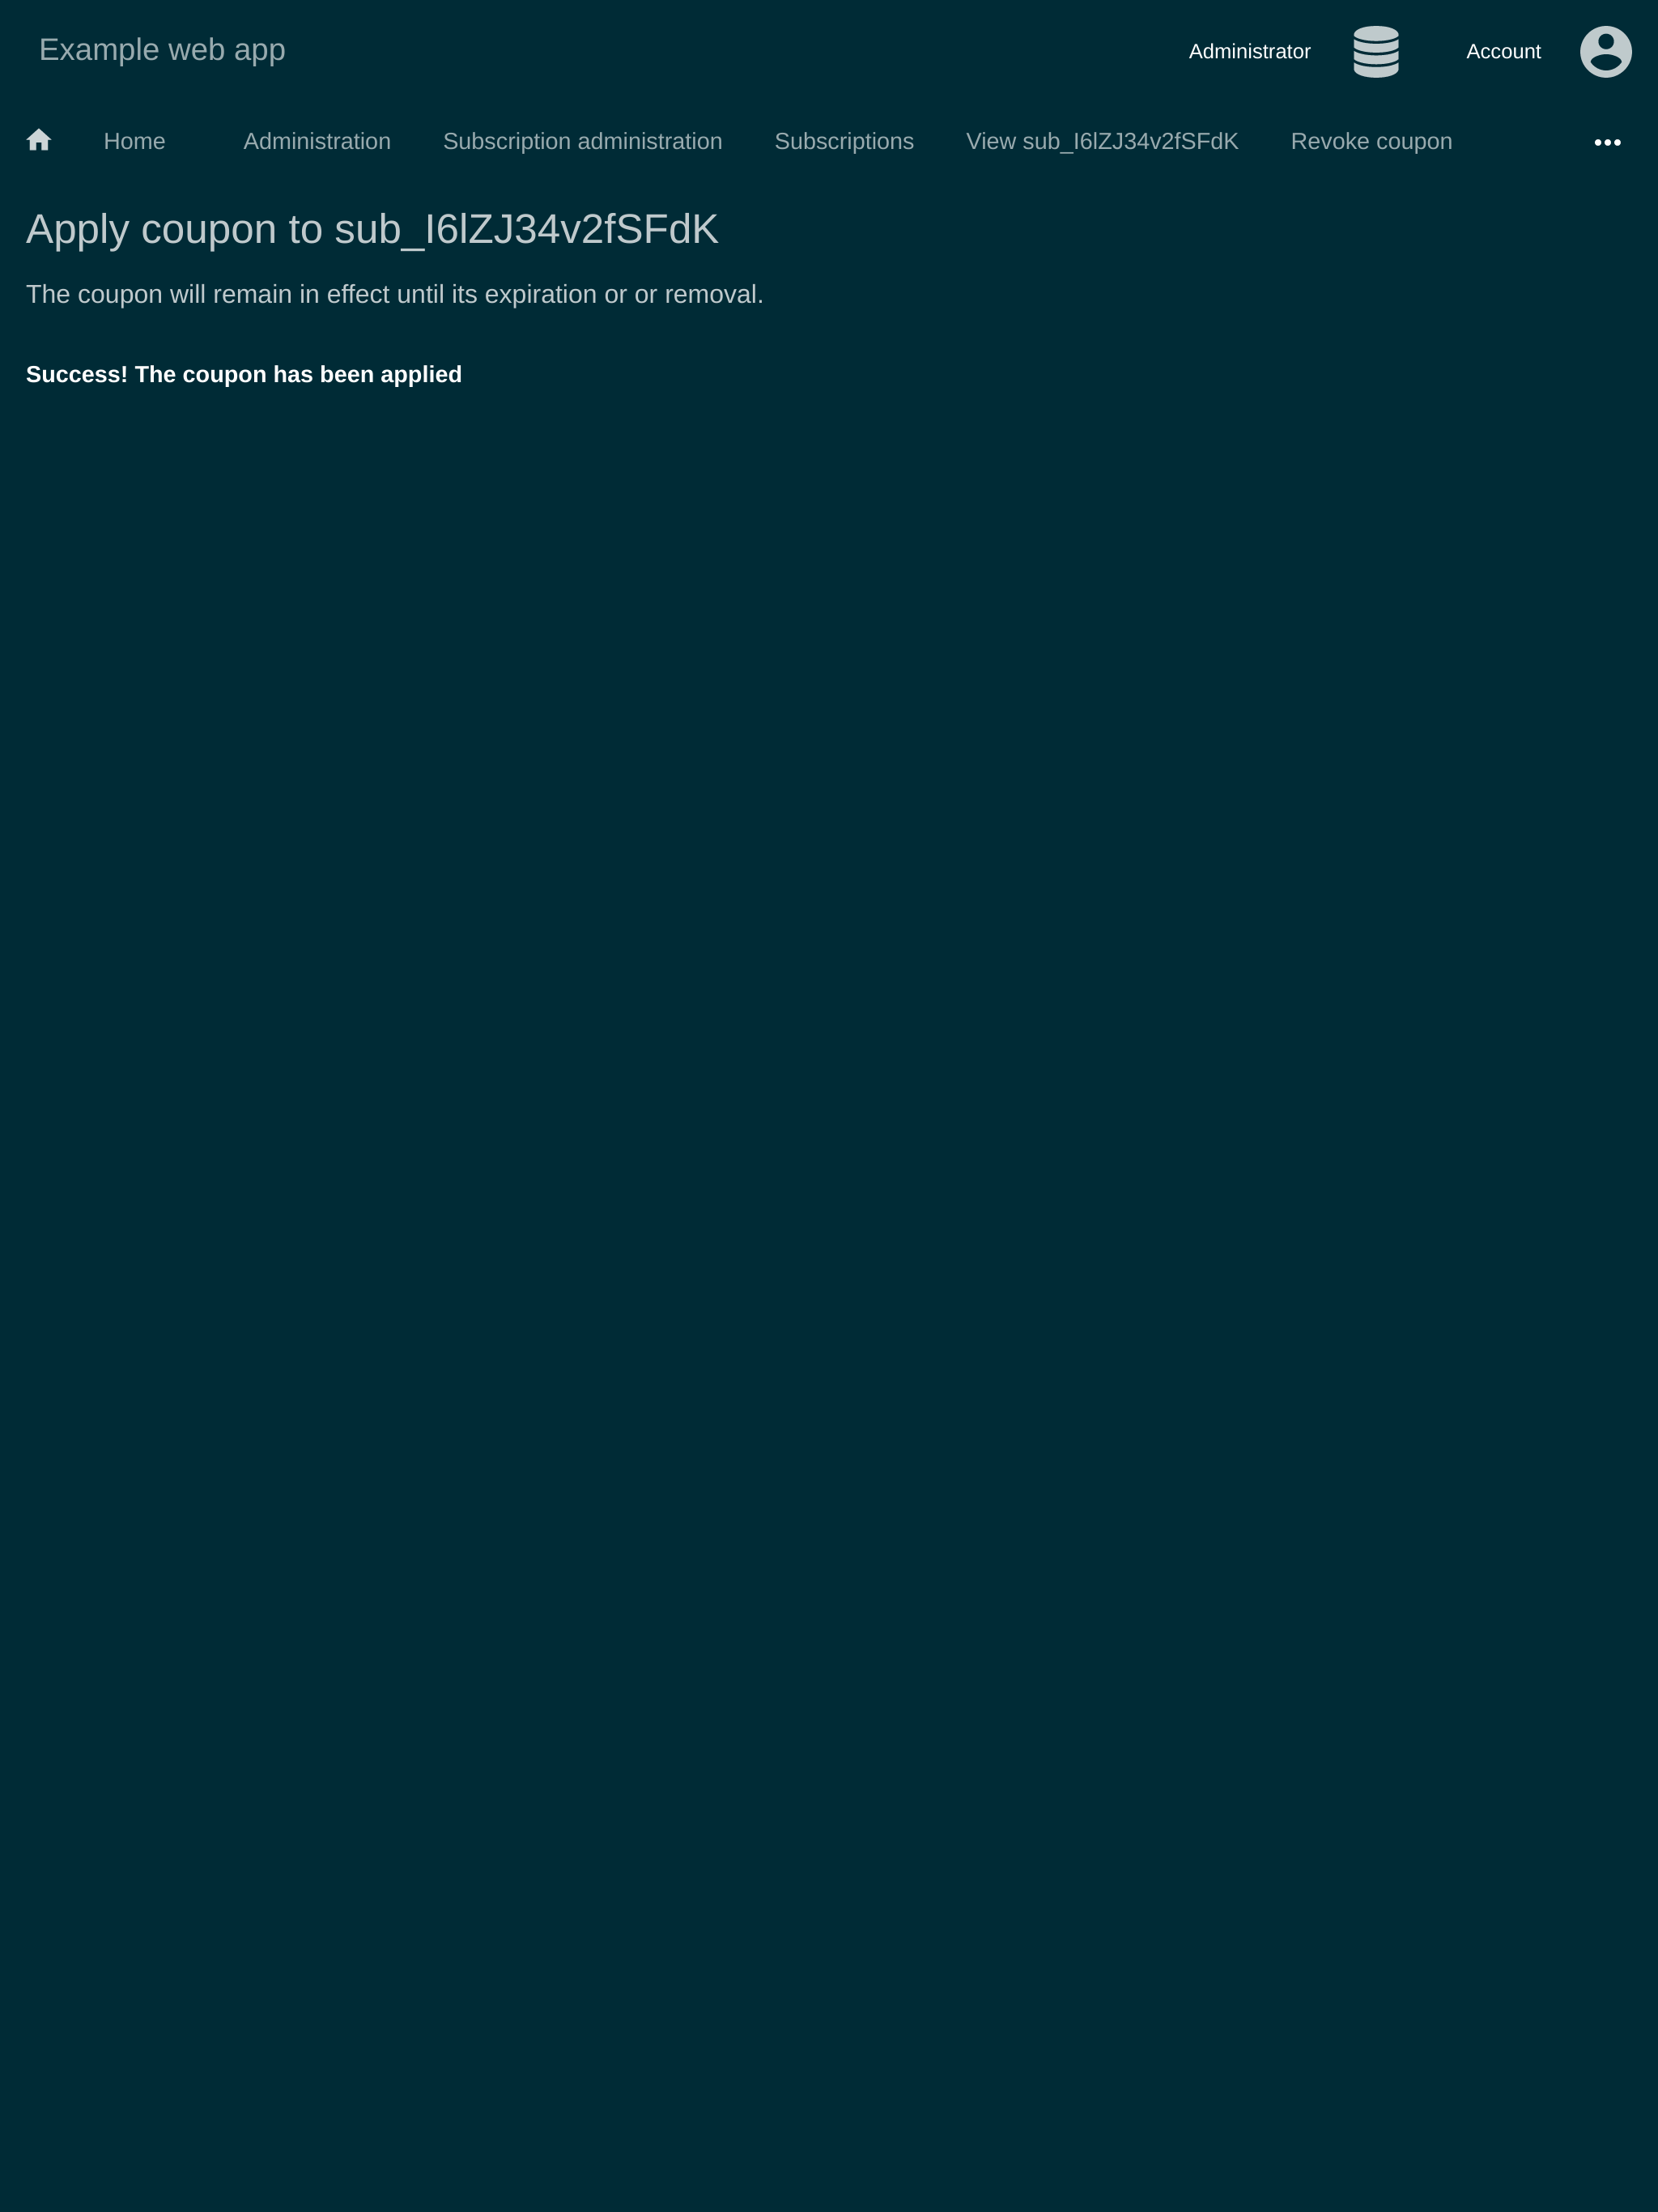 Example web app
Administrator
Account
Home
Administration
Subscription administration
Subscriptions
View sub_I6lZJ34v2fSFdK
Revoke coupon
Apply coupon to sub_I6lZJ34v2fSFdK
The coupon will remain in effect until its expiration or or removal.
Success! The coupon has been applied